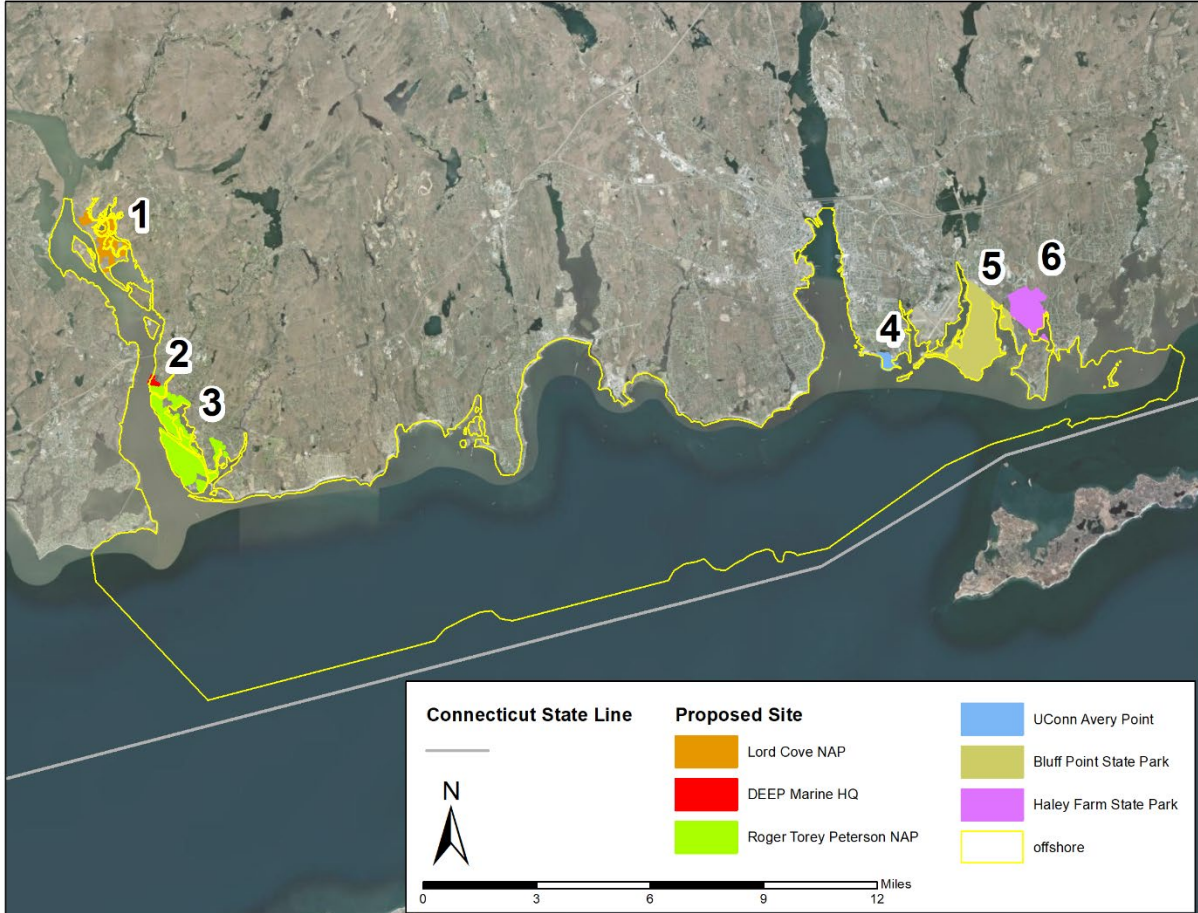 1
2
3
4
5
6
Connecticut State Line
N
Proposed Site
Lord Cove NAP
DEEP Marine HQ
Roger Torey Peterson NAP
UConn Avery Point
Bluff Point State Park
Haley Farm State Park
offshore
Miles
0 3 6 9 12